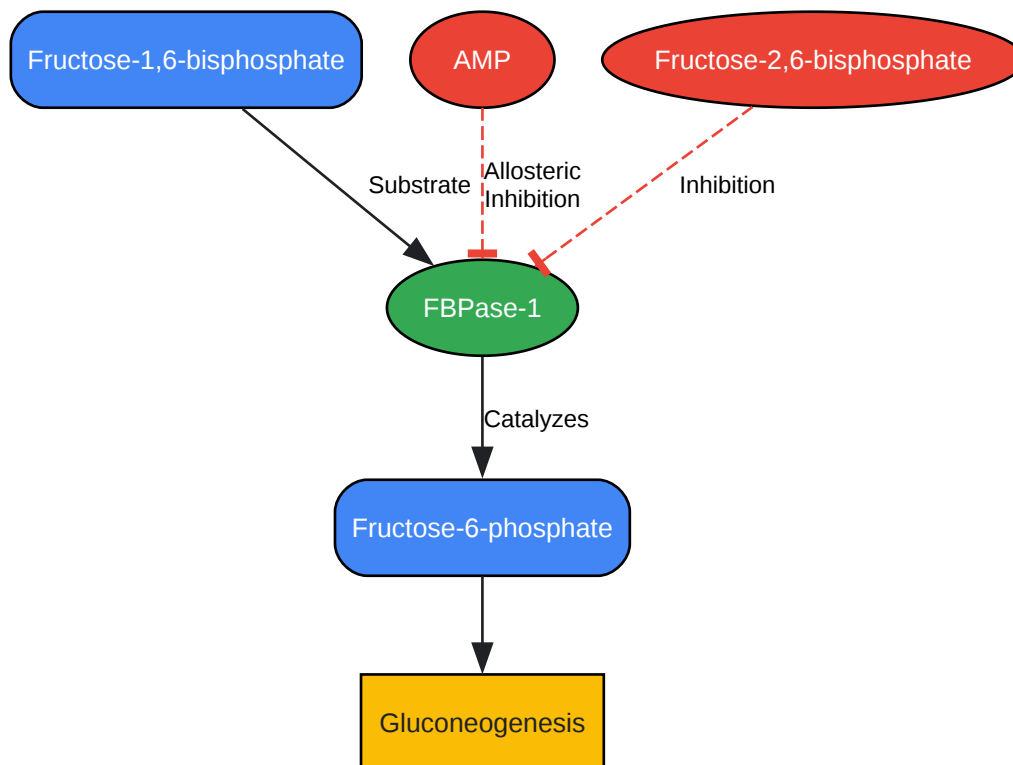 Fructose-1,6-bisphosphate
AMP
Fructose-2,6-bisphosphate
Substrate
Allosteric
Inhibition
Inhibition
FBPase-1
Catalyzes
Fructose-6-phosphate
Gluconeogenesis